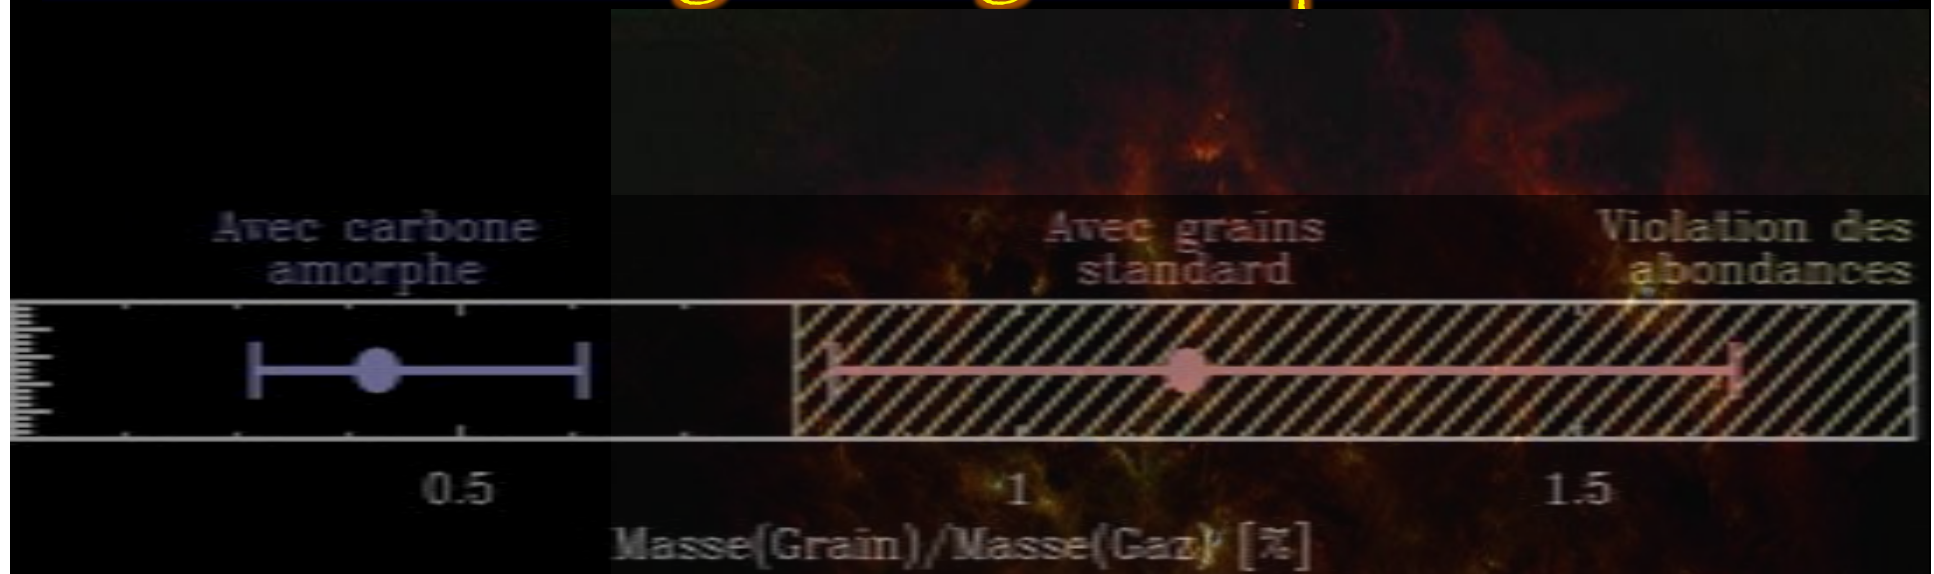 Avec carbone
amorphe
Avec grains
standard
Violation des
abondances
0.5
1
1.5
Masse(Grain)/Masse(Gaz) [%]